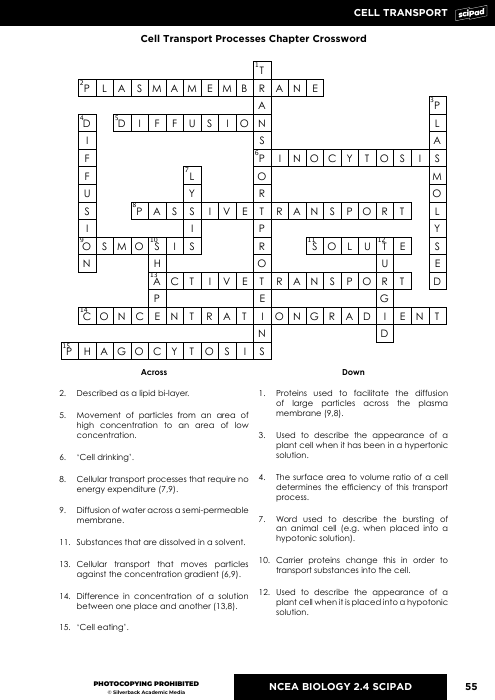 CELL TRANSPORT scipad
Cell Transport Processes Chapter Crossword
1 T
2 P L A S M A M E M B R A N E
A 3 P
4 D 5 D I F F U S I O N L
I S A
F 6 P I N O C Y T O S I S
F 7 L O M
U Y R O
S 8 P A S S I V E T R A N S P O R T L
I I P Y
9 O S M O 10 S I S R 11 S O L U 12 T E S
N H O U E
13 A C T I V E T R A N S P O R T D
P E G
14 C O N C E N T R A T I O N G R A D I E N T
N D
15 P H A G O C Y T O S I S
Across
2. Described as a lipid bi-layer.
5. Movement of particles from an area of
high concentration to an area of low
concentration.
6. ‘Cell drinking’.
8. Cellular transport processes that require no
energy expenditure (7,9).
9. Diffusion of water across a semi-permeable
membrane.
11. Substances that are dissolved in a solvent.
13. Cellular transport that moves particles
against the concentration gradient (6,9).
14. Difference in concentration of a solution
between one place and another (13,8).
15. ‘Cell eating’.
Down
1. Proteins used to facilitate the diffusion
of large particles across the plasma
membrane (9,8).
3. Used to describe the appearance of a
plant cell when it has been in a hypertonic
solution.
4. The surface area to volume ratio of a cell
determines the efficiency of this transport
process.
7. Word used to describe the bursting of
an animal cell (e.g. when placed into a
hypotonic solution).
10. Carrier proteins change this in order to
transport substances into the cell.
12. Used to describe the appearance of a
plant cell when it is placed into a hypotonic
solution.
PHOTOCOPYING PROHIBITED
© Silverback Academic Media
NCEA BIOLOGY 2.4 SCIPAD
55